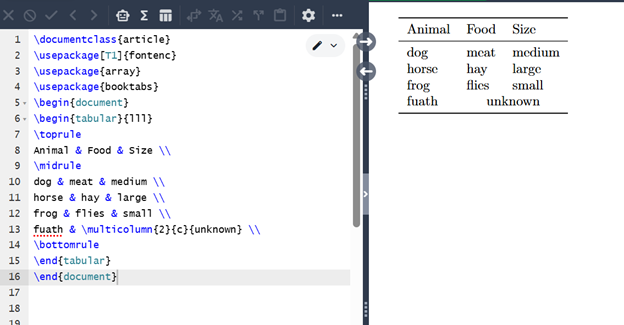 1 \documentclass{article}
2 \usepackage[T1]{fontenc}
3 \usepackage{array}
4 \usepackage{booktabs}
5 \begin{document}
6 \begin{tabular}{lll}
7 \toprule
8 Animal & Food & Size \\
9 \midrule
10 dog & meat & medium \\
11 horse & hay & large \\
12 frog & flies & small \\
13 fuath & \multicolumn{2}{c}{unknown} \\
14 \bottomrule
15 \end{tabular}
16 \end{document}
17
18
19
Animal Food Size
dog meat medium
horse hay large
frog flies small
fuath unknown